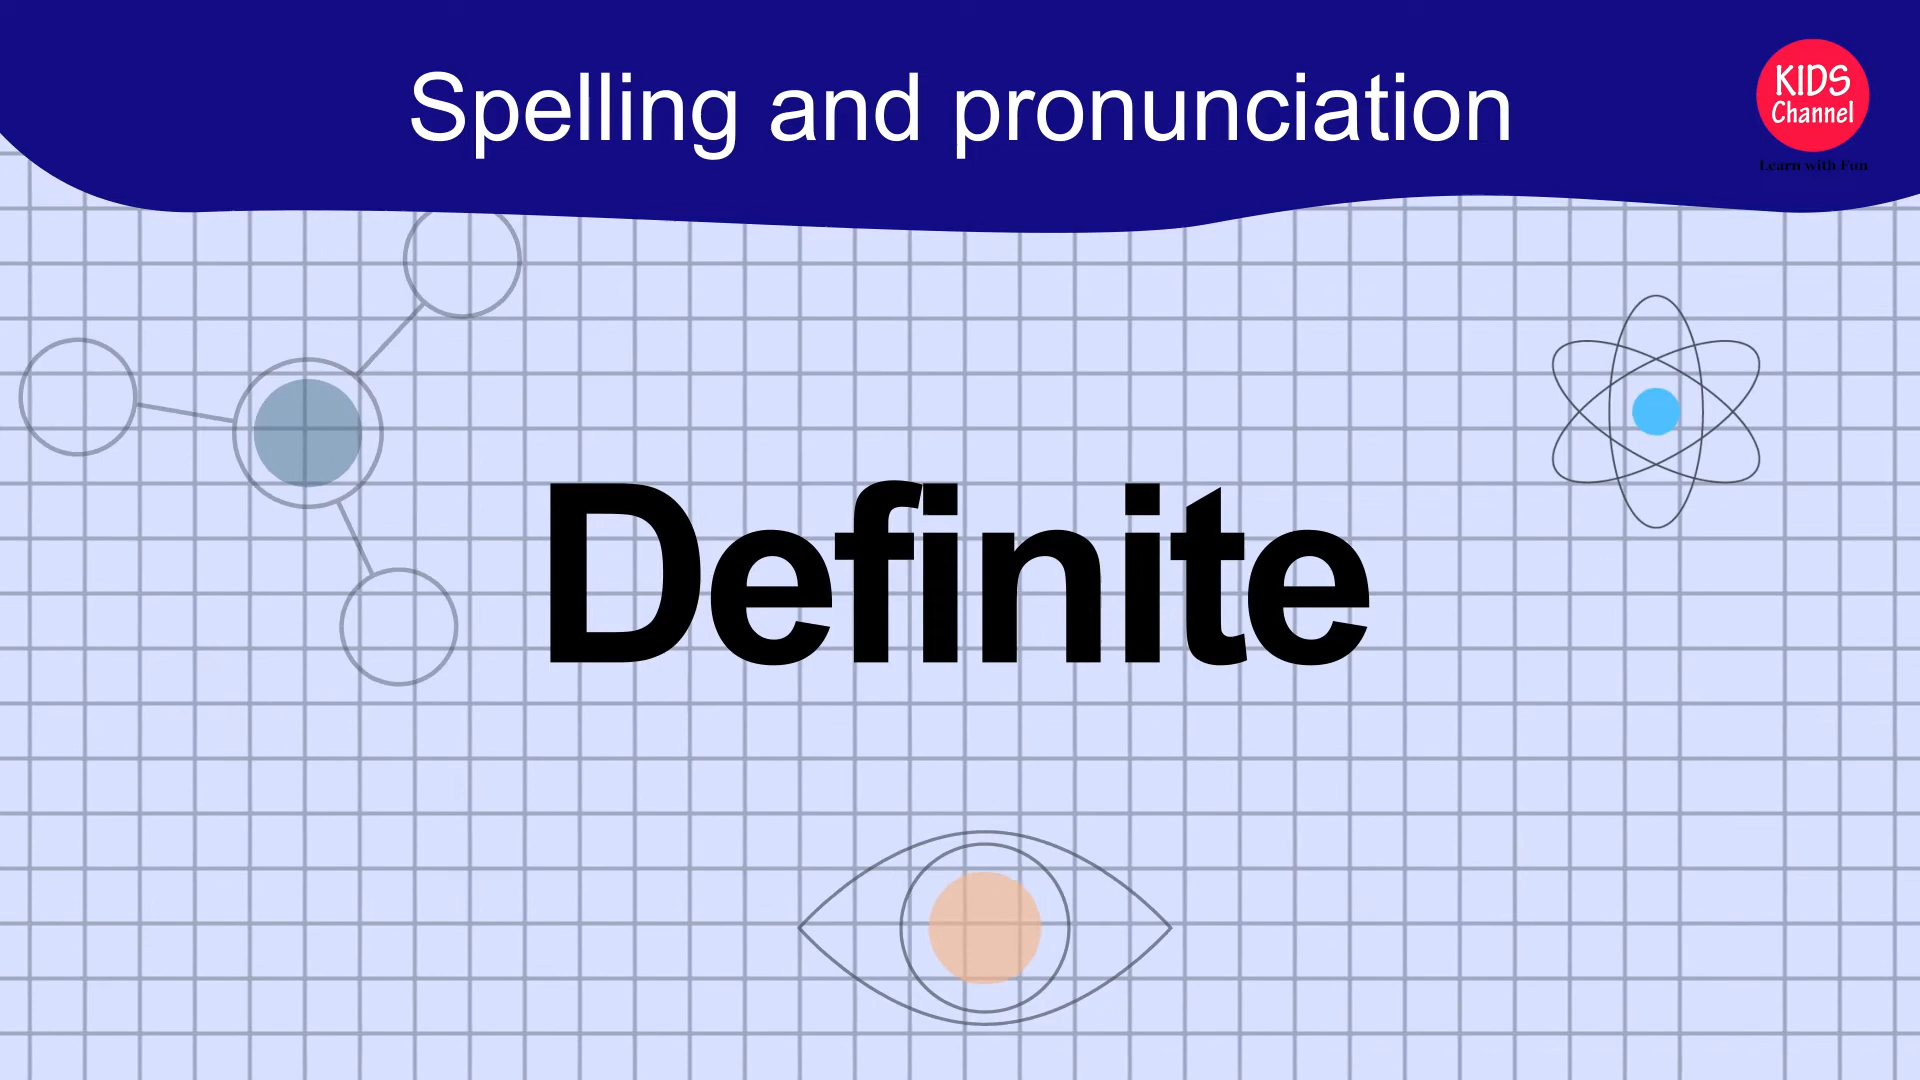 Spelling and pronunciation
KIDS
Channel
Learn with Fun
Definite